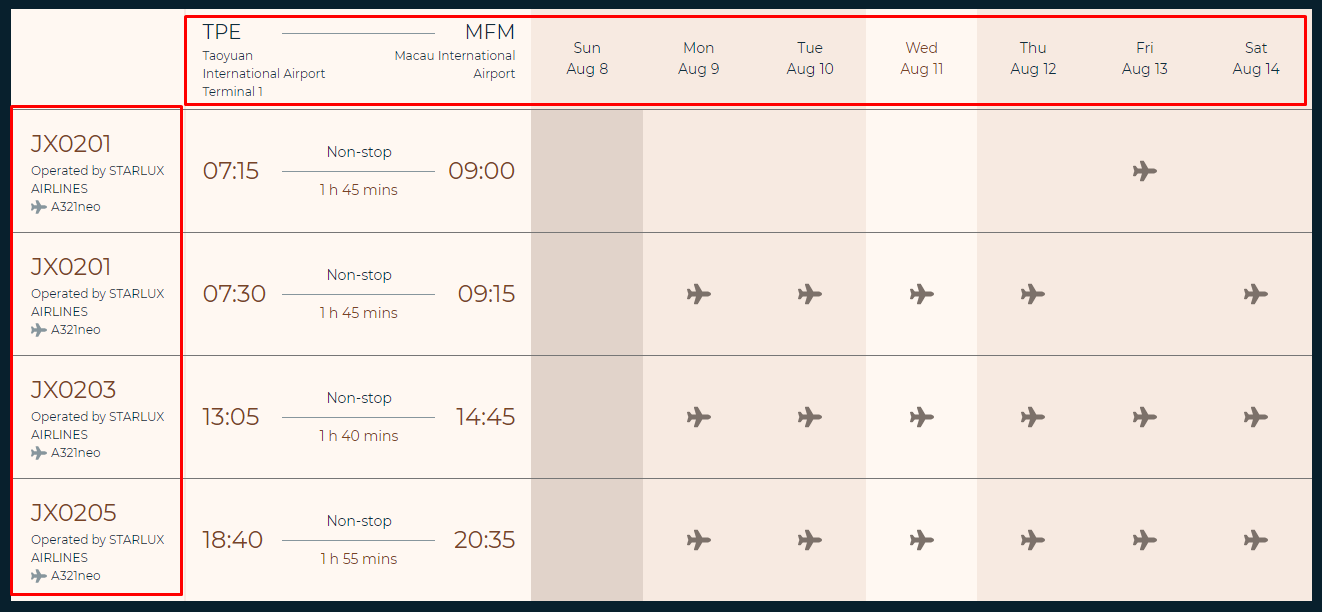 TPE MFM
Taoyuan
International Airport
Terminal 1
Macau International
Airport
Sun
Aug 8
Mon
Aug 9
Tue
Aug 10
Wed
Aug 11
Thu
Aug 12
Fri
Aug 13
Sat
Aug 14
JX0201
Operated by STARLUX
AIRLINES
A321neo
07:15
Non-stop
1 h 45 mins
09:00
JX0201
Operated by STARLUX
AIRLINES
A321neo
07:30
Non-stop
1 h 45 mins
09:15
JX0203
Operated by STARLUX
AIRLINES
A321neo
13:05
Non-stop
1 h 40 mins
14:45
JX0205
Operated by STARLUX
AIRLINES
A321neo
18:40
Non-stop
1 h 55 mins
20:35